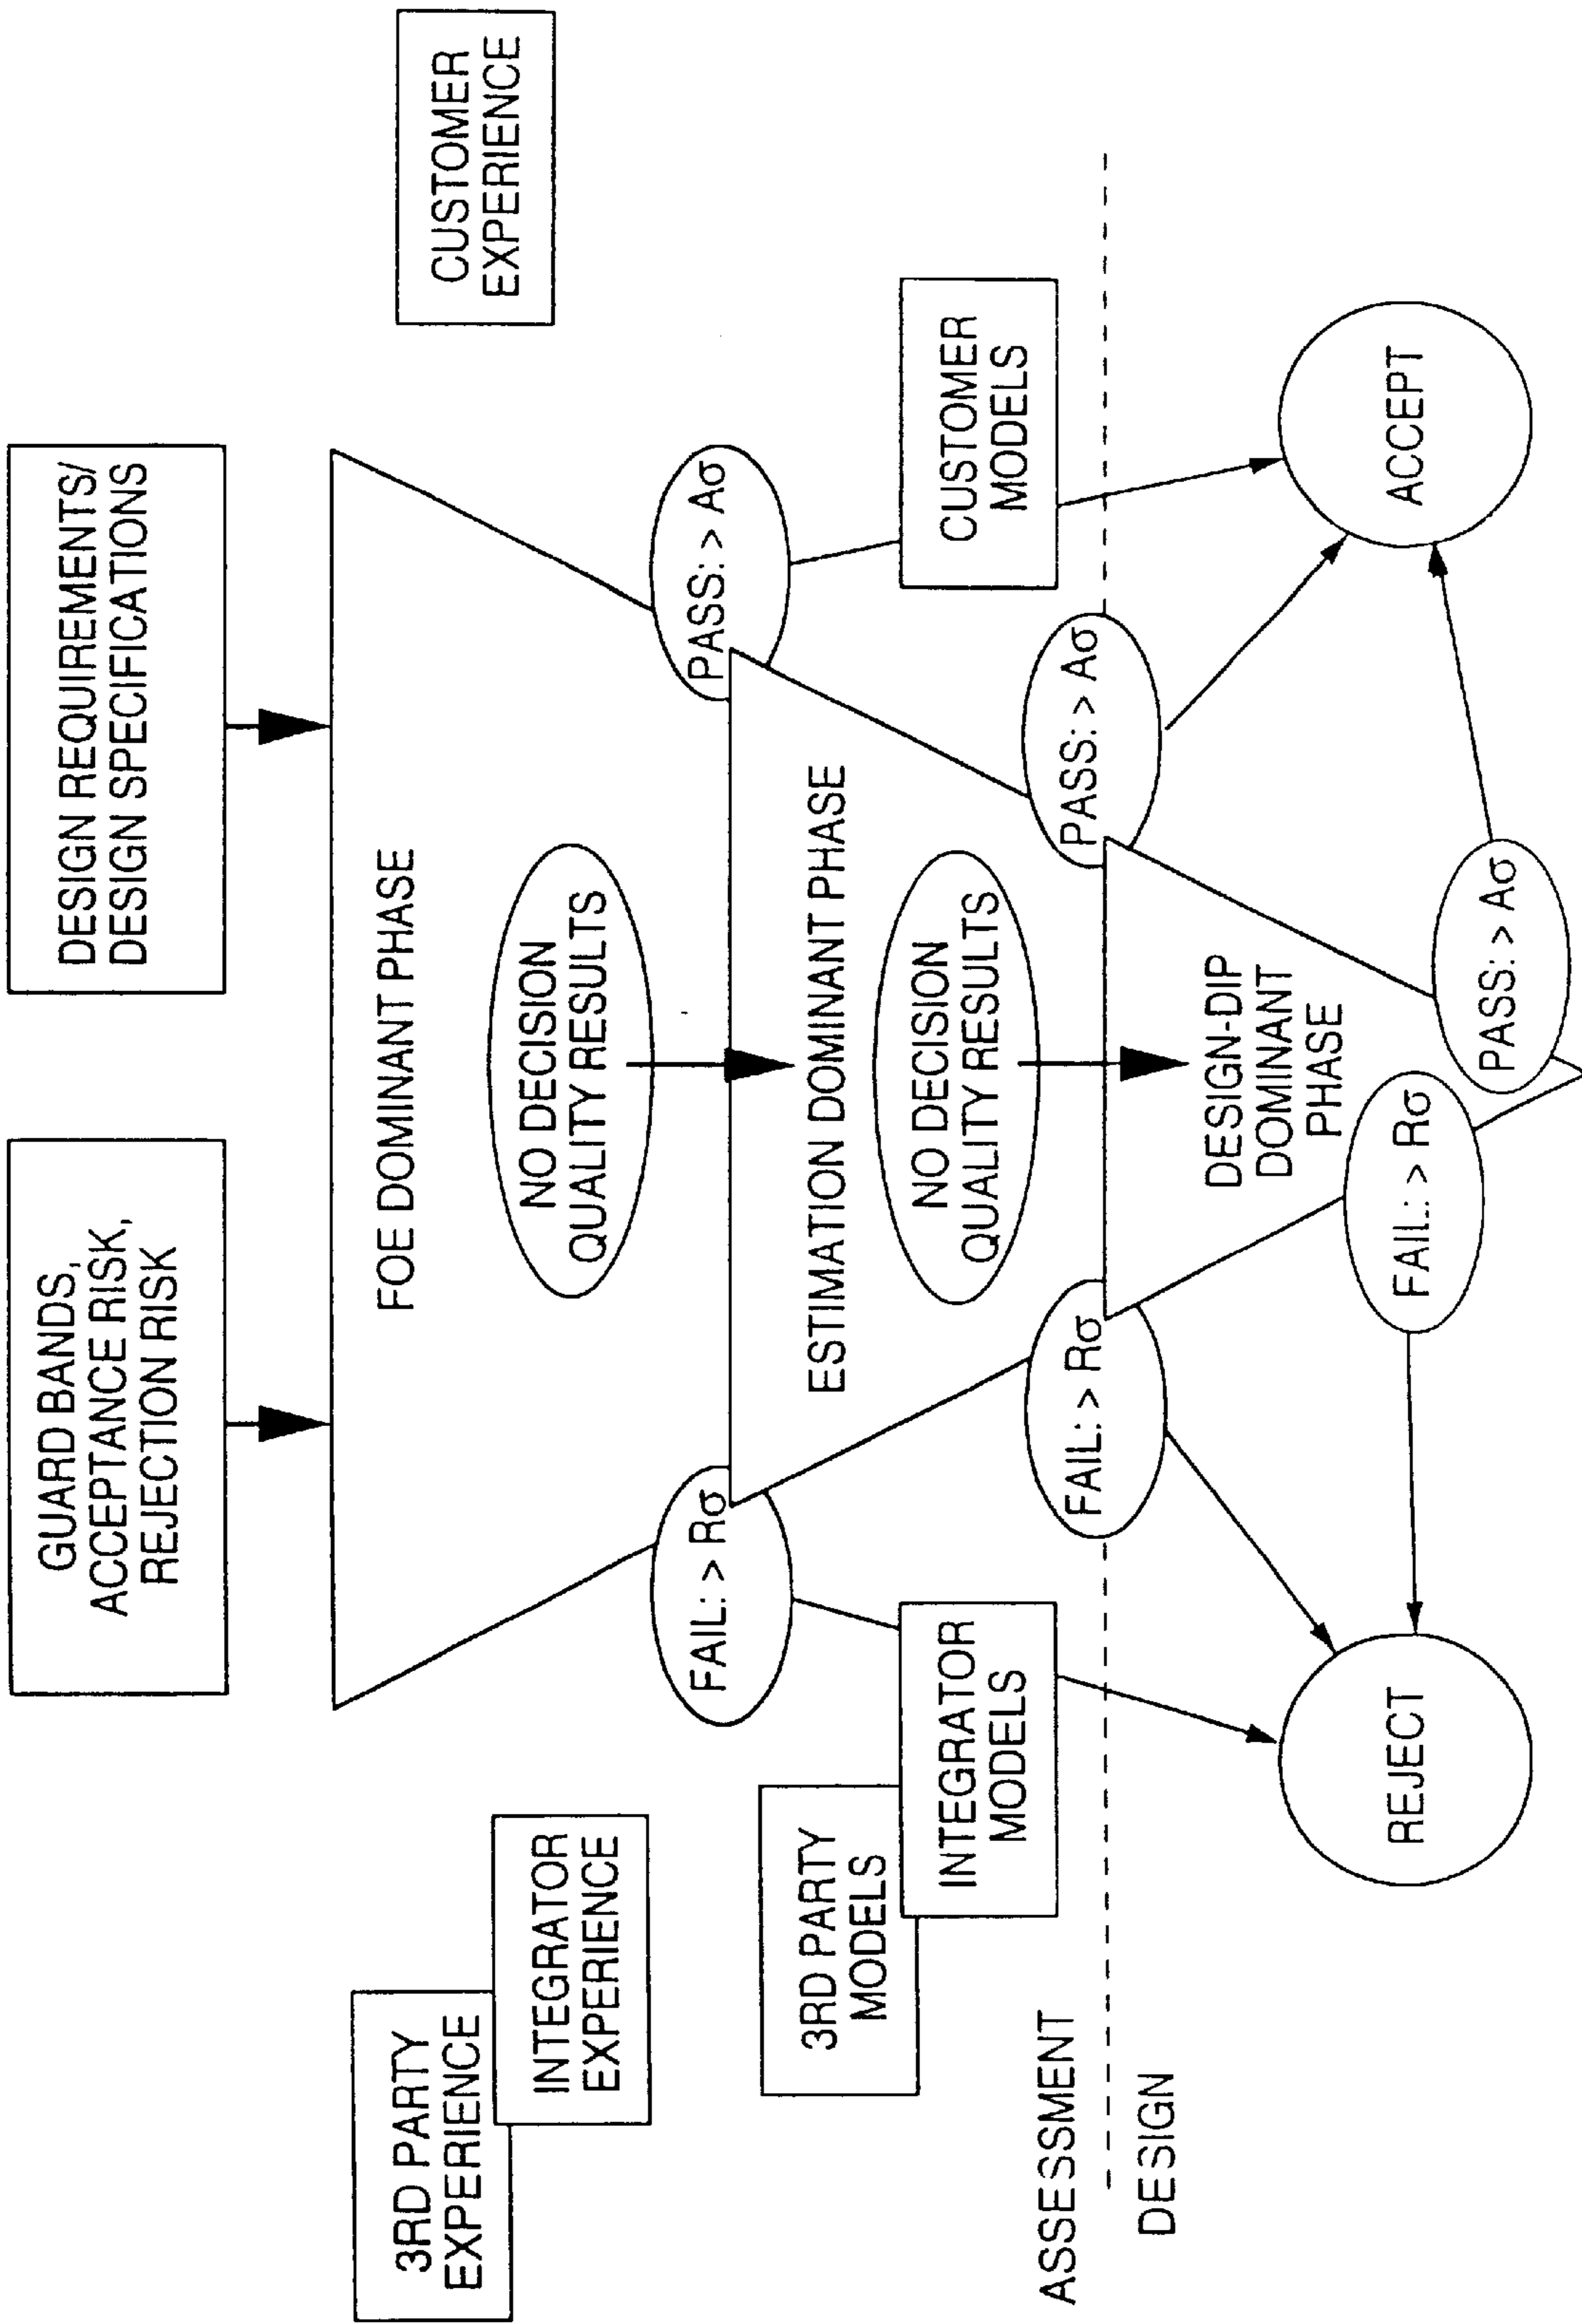 GUARD BANDS,
ACCEPTANCE RISK,
REJECTION RISK
DESIGN REQUIREMENTS/
DESIGN SPECIFICATIONS
3RD PARTY
EXPERIENCE
INTEGRATOR
EXPERIENCE
FOE DOMINANT PHASE
CUSTOMER
EXPERIENCE
NO DECISION
QUALITY RESULTS
FAIL: > Rσ
PASS: > Aσ
3RD PARTY
MODELS
INTEGRATOR
MODELS
ESTIMATION DOMINANT PHASE
CUSTOMER
MODELS
NO DECISION
QUALITY RESULTS
FAIL: > Rσ
PASS: > Aσ
ASSESSMENT
DESIGN
DESIGN-DIP
DOMINANT
PHASE
REJECT
FAIL: > Rσ
PASS: > Aσ
ACCEPT